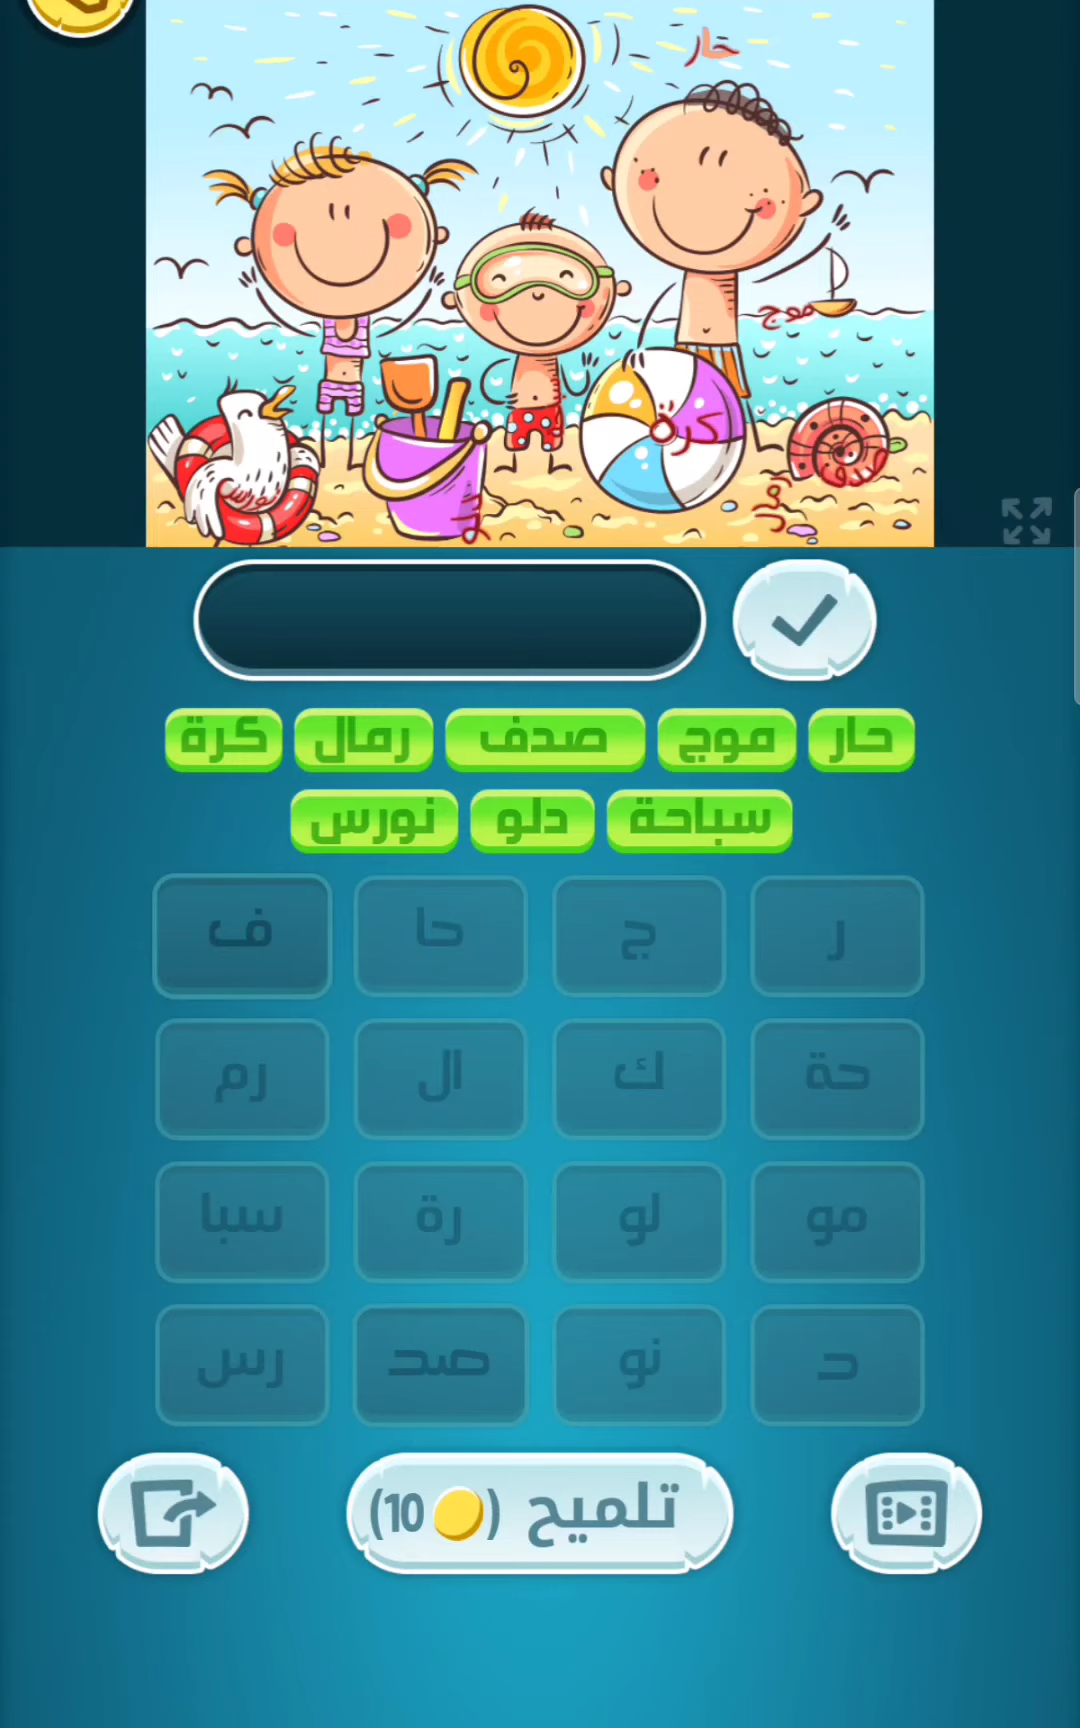 حار
موج
كرة
حار موج صدف رمال كرة
سباحة دلو نورس
ر ج حا ف
حة ك ال رم
مو لو رة سبا
د نو صد رس
تلميح (10)